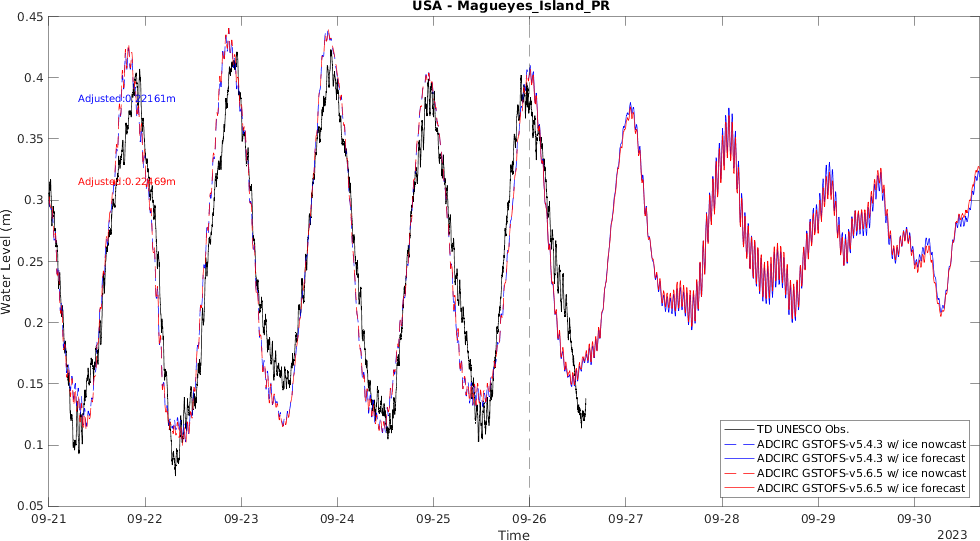 USA - Magueyes_Island_PR
0.45
0.4
Adjusted:0.22161m
0.35
Adjusted:0.22469m
0.3
0.25
0.2
0.15
0.1
0.05
Water Level (m)
TD UNESCO Obs.
ADCIRC GSTOFS-v5.4.3 w/ ice nowcast
ADCIRC GSTOFS-v5.4.3 w/ ice forecast
ADCIRC GSTOFS-v5.6.5 w/ ice nowcast
ADCIRC GSTOFS-v5.6.5 w/ ice forecast
09-21 09-22 09-23 09-24 09-25 09-26 09-27 09-28 09-29 09-30
Time
2023